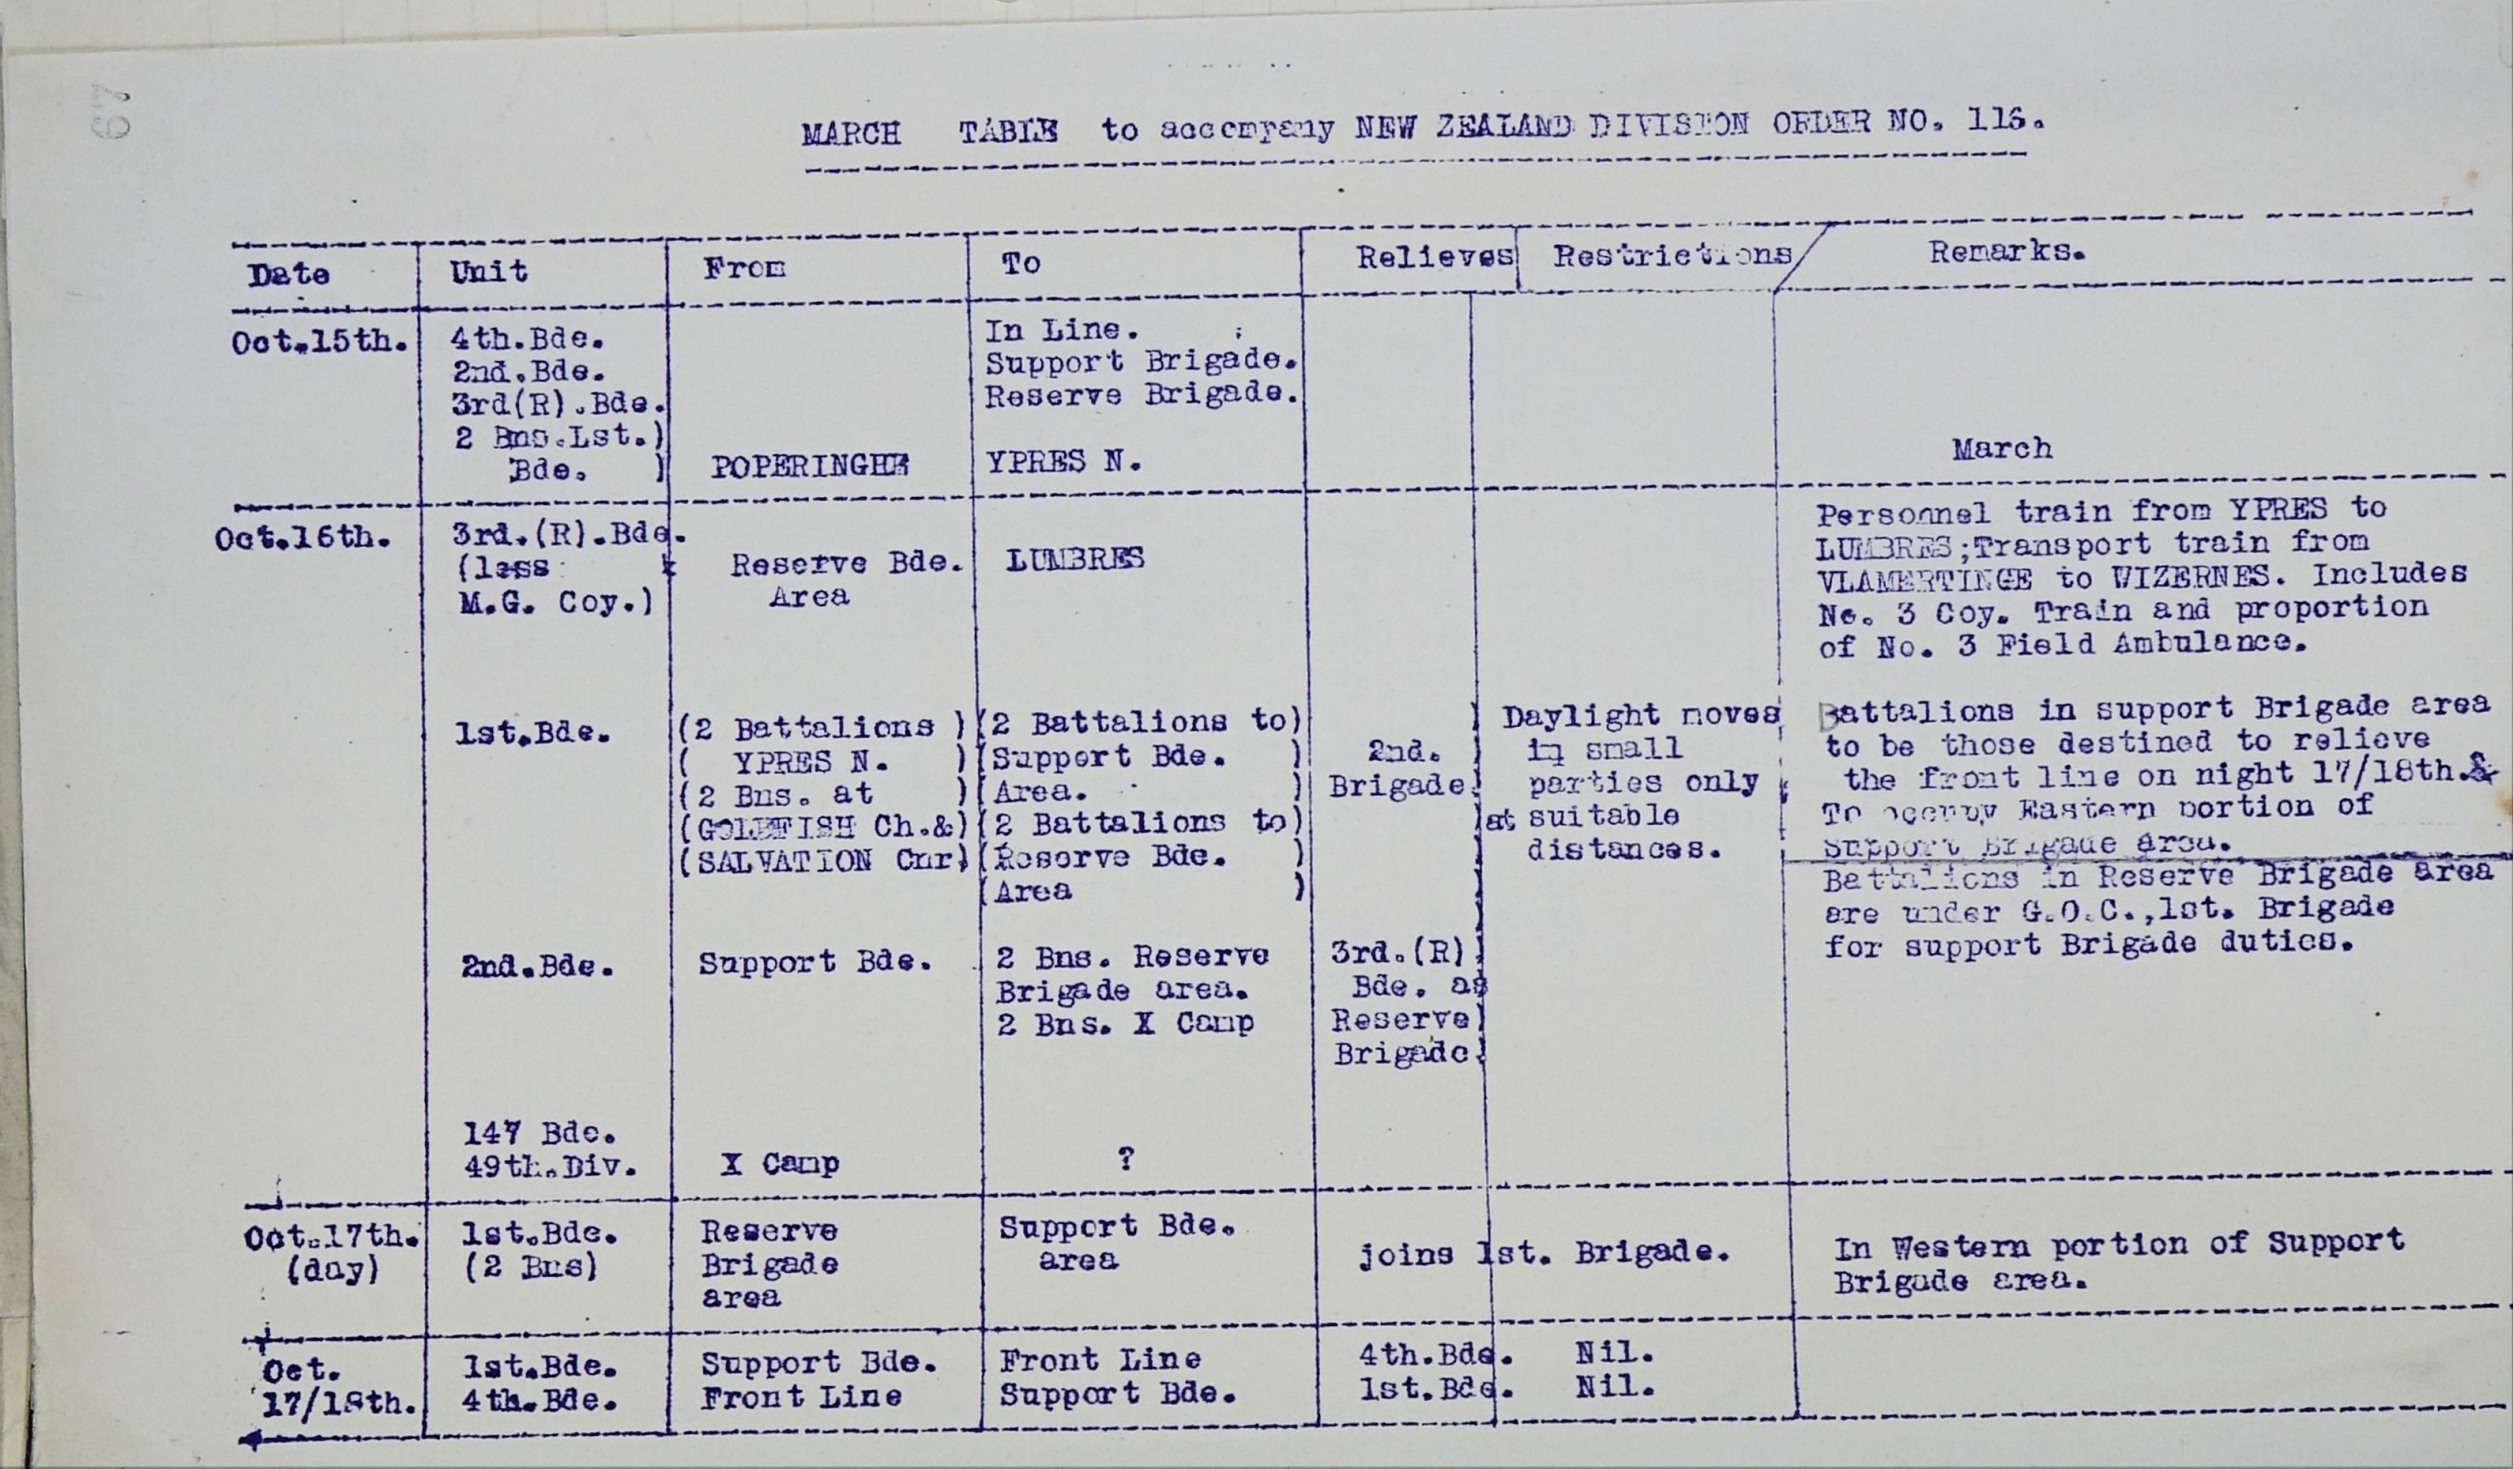 MARCH TABLE to accompany NEW ZEALAND DIVISION ORDER NO. 116.
Date Unit From To Relieves Restrictions Remarks.
Oct.15th. 4th.Bde. In Line.
2nd.Bde. Support Brigade.
3rd(R).Bde. Reserve Brigade.
2 Bns.1st.)
Bde. ) POPERINGHE YPRES N. March
Oct.16th. 3rd.(R).Bde.
(less
M.G. Coy.)
Reserve Bde.
Area
LUMBRES
Personnel train from YPRES to
LUMBRES;Transport train from
VLAMERTINGE to WIZERNES. Includes
No. 3 Coy. Train and proportion
of No. 3 Field Ambulance.
1st.Bde.
(2 Battalions )
( YPRES N. )
(2 Bns. at )
(GOLDFISH Ch.&)
(SALVATION Cnr)
(2 Battalions to)
(Support Bde. )
(Area. )
(2 Battalions to)
(Reserve Bde. )
(Area )
2nd.
Brigade.
Daylight moves
in small
parties only
at suitable
distances.
Battalions in support Brigade area
to be those destined to relieve
the front line on night 17/18th.&
To occupy Eastern portion of
Support Brigade area.
Battalions in Reserve Brigade area
are under G.O.C.,1st. Brigade
for support Brigade duties.
2nd.Bde.
Support Bde.
2 Bns. Reserve
Brigade area.
2 Bns. X Camp
3rd.(R)
Bde. as
Reserve
Brigade.
147 Bde.
49th.Div. X Camp ?
Oct.17th.
(day)
1st.Bde.
(2 Bns)
Reserve
Brigade
area
Support Bde.
area
joins 1st. Brigade.
In Western portion of Support
Brigade area.
Oct. 1st.Bde. Support Bde. Front Line 4th.Bde. Nil.
17/18th. 4th.Bde. Front Line Support Bde. 1st.Bde. Nil.